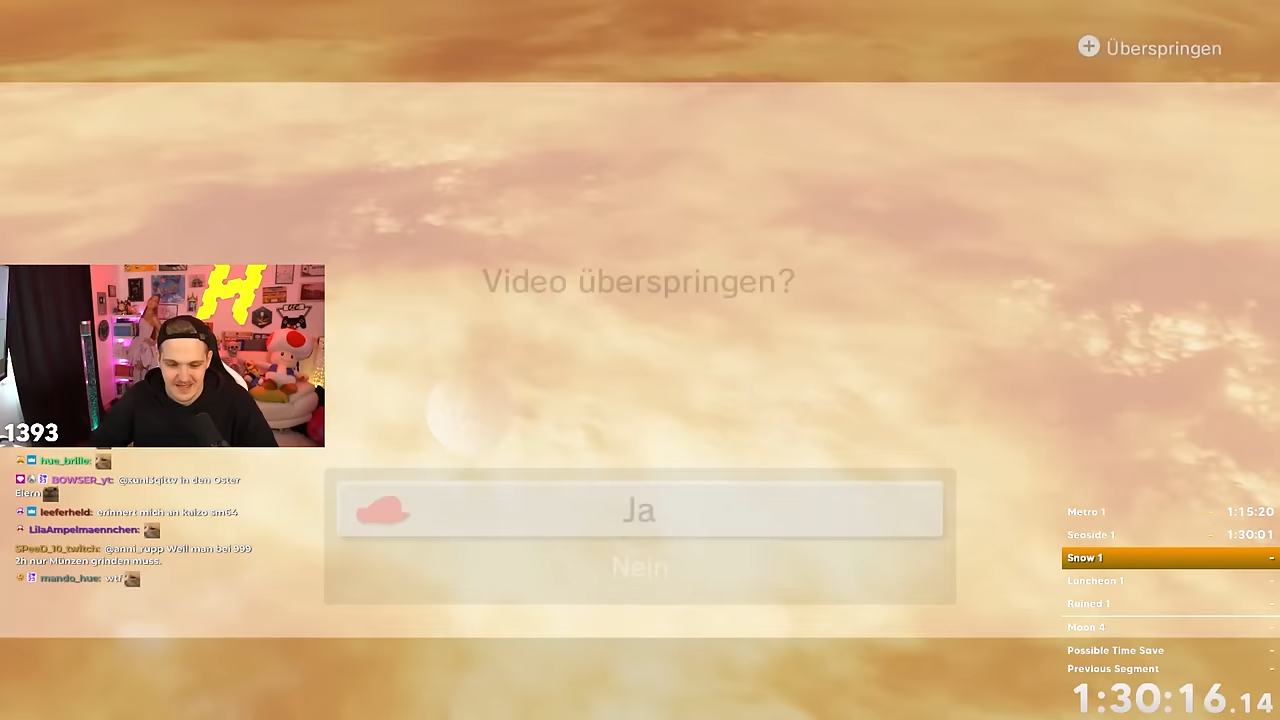 Überspringen
Video überspringen?
1393
Ja
Nein
hue_brille:
BOWSER_yt: @xunl3qittv in den Oster
Eiern
leeferheld: erinnert mich an kaizo sm64
LilaAmpelmaennchen:
SPeeD_10_twitch: @anni_rupp Weil man bei 999
2h nur Münzen grinden muss.
mando_hue: wtf
Metro 1 - 1:15:20
Seaside 1 - 1:30:01
Snow 1 -
Luncheon 1 -
Ruined 1 -
Moon 4 -
Possible Time Save -
Previous Segment -
1:30:16.14